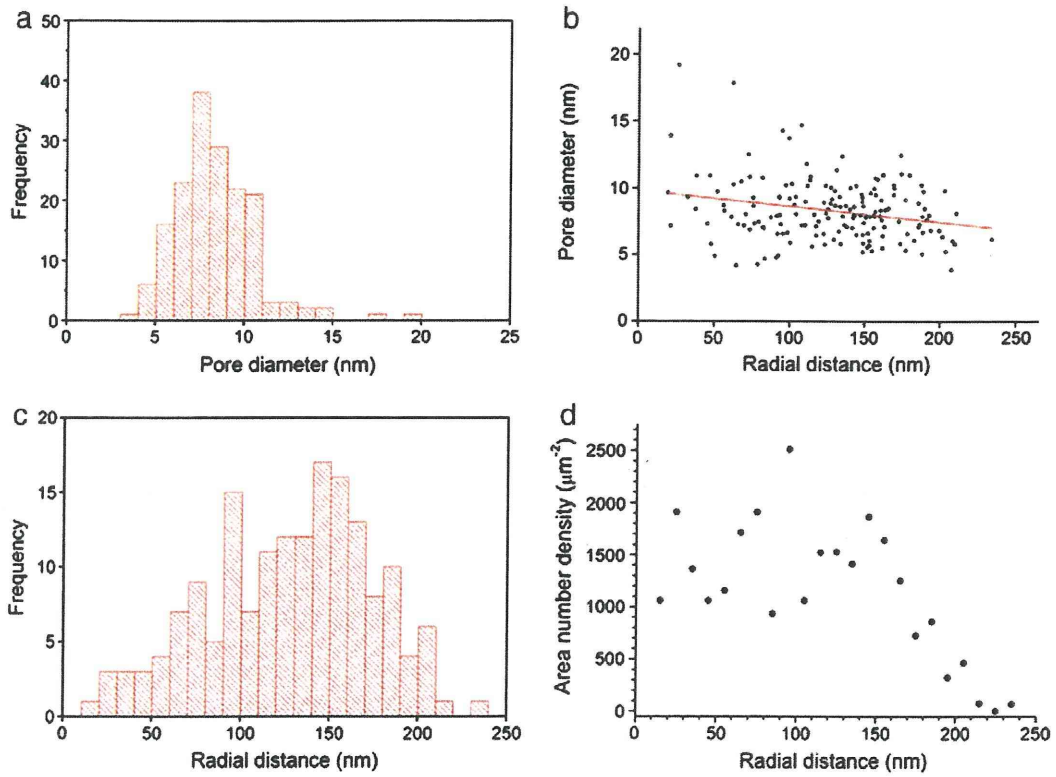 a
50
40
30
20
10
0
Frequency
0 5 10 15 20 25
Pore diameter (nm)
b
20
15
10
5
0
Pore diameter (nm)
0 50 100 150 200 250
Radial distance (nm)
c
20
15
10
5
0
Frequency
0 50 100 150 200 250
Radial distance (nm)
d
2500
2000
1500
1000
500
0
Area number density (μm⁻²)
0 50 100 150 200 250
Radial distance (nm)